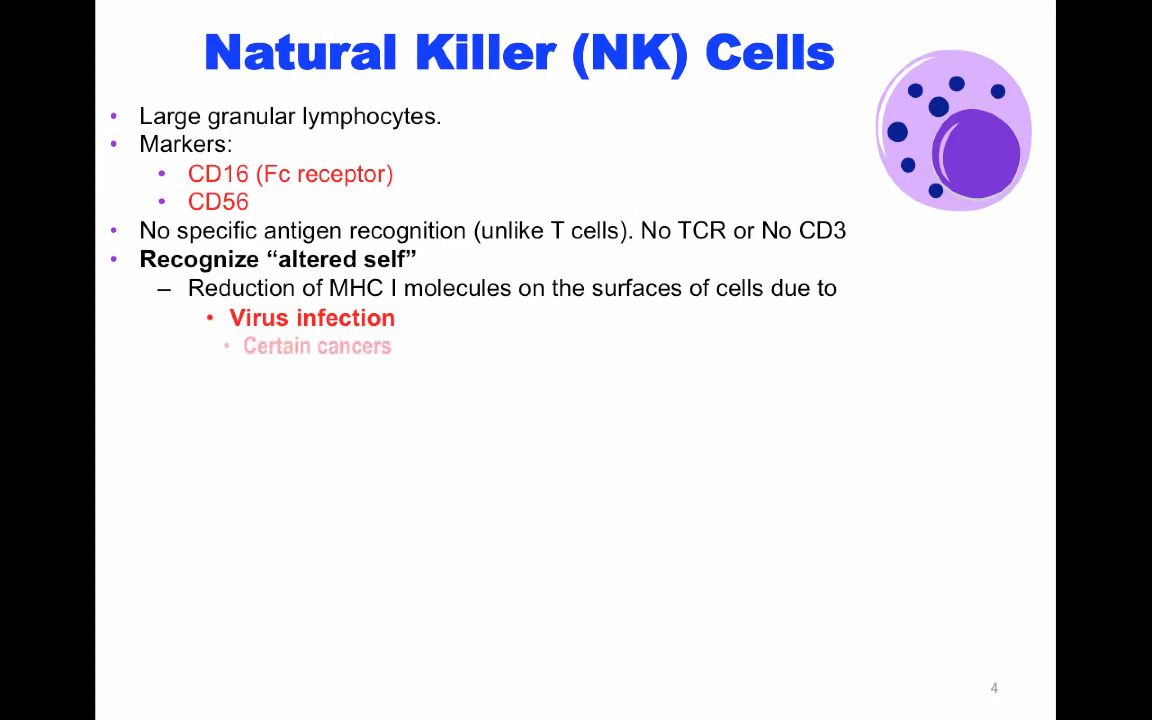 Natural Killer (NK) Cells
• Large granular lymphocytes.
• Markers:
• CD16 (Fc receptor)
• CD56
• No specific antigen recognition (unlike T cells). No TCR or No CD3
• Recognize “altered self”
– Reduction of MHC I molecules on the surfaces of cells due to
• Virus infection
• Certain cancers
4